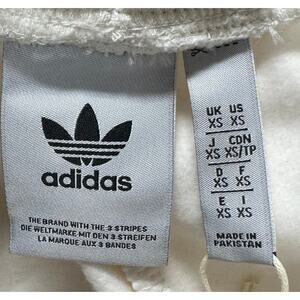 adidas
THE BRAND WITH THE 3 STRIPES
DIE WELTMARKE MIT DEN 3 STREIFEN
LA MARQUE AUX 3 BANDES
UK US
XS XS
J CDN
XS XS/TP
D F
XS XS
E I
XS XS
MADE IN
PAKISTAN